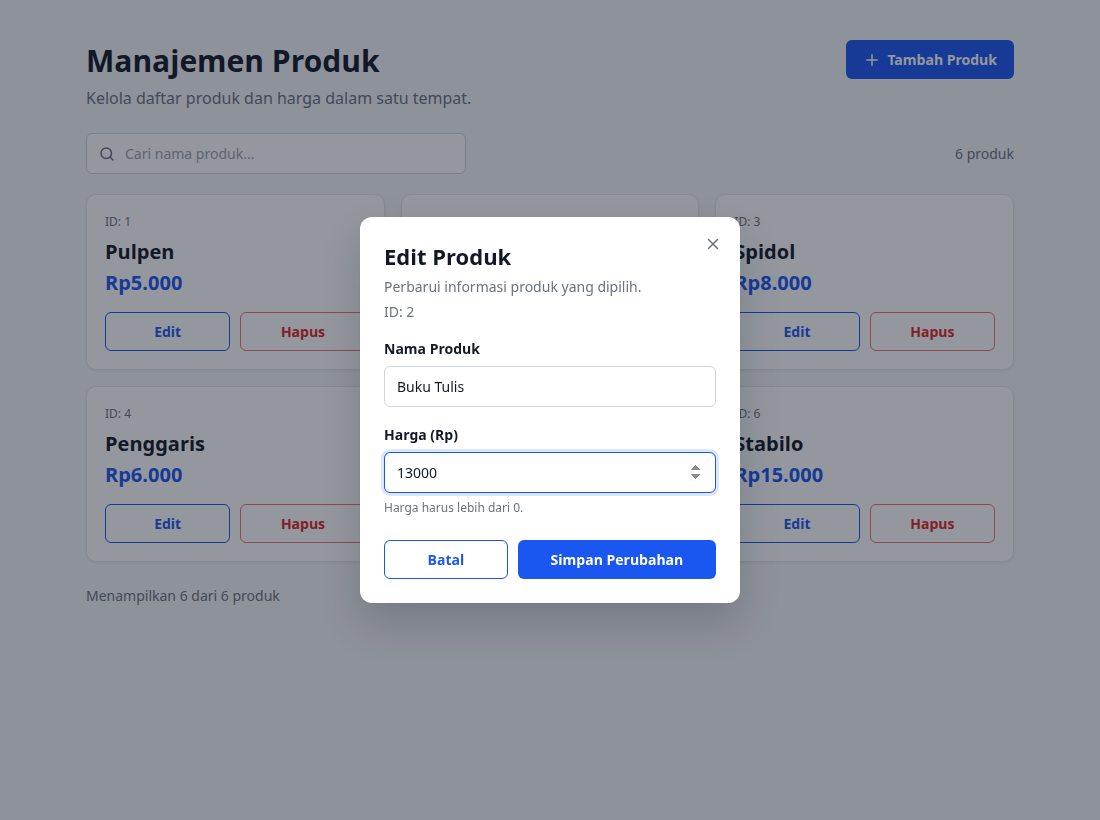 Manajemen Produk
Tambah Produk
Kelola daftar produk dan harga dalam satu tempat.
Cari nama produk...
6 produk
ID: 1
Pulpen
Rp5.000
Edit
Hapus
ID: 3
Spidol
Rp8.000
Edit
Hapus
ID: 4
Penggaris
Rp6.000
Edit
Hapus
ID: 6
Stabilo
Rp15.000
Edit
Hapus
Menampilkan 6 dari 6 produk
Edit Produk
Perbarui informasi produk yang dipilih.
ID: 2
Nama Produk
Buku Tulis
Harga (Rp)
13000
Harga harus lebih dari 0.
Batal
Simpan Perubahan